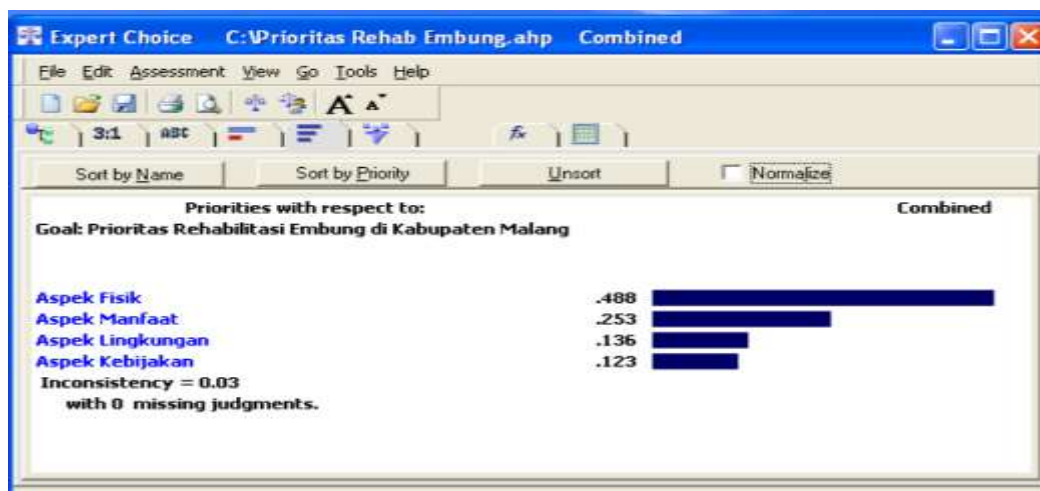 Expert Choice C:\Prioritas Rehab Embung.ahp Combined
File Edit Assessment View Go Tools Help
A A
3:1 ABC fx
Sort by Name Sort by Priority Unsort Normalize
Priorities with respect to: Combined
Goal: Prioritas Rehabilitasi Embung di Kabupaten Malang
Aspek Fisik .488
Aspek Manfaat .253
Aspek Lingkungan .136
Aspek Kebijakan .123
Inconsistency = 0.03
with 0 missing judgments.